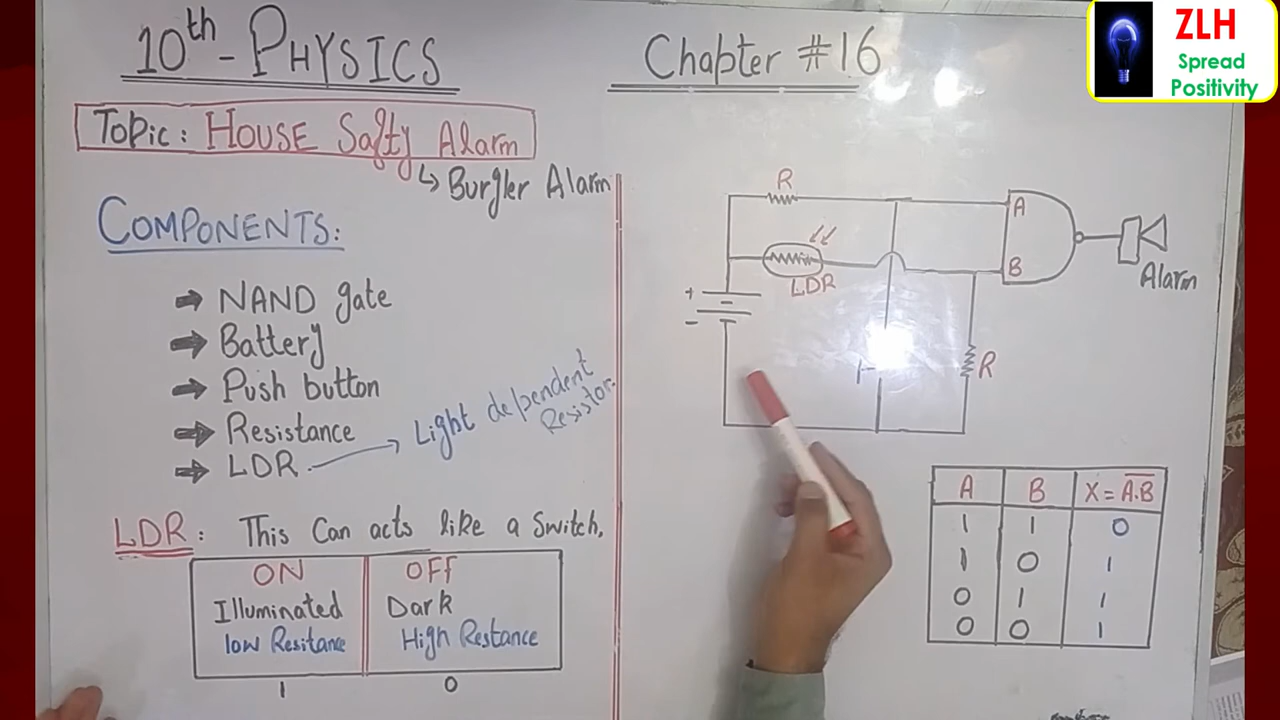 10th - PHYSICS
Chapter #16
ZLH
Spread
Positivity
Topic: HOUSE Safty Alarm
↳ Burgler Alarm
COMPONENTS:
➡ NAND gate
➡ Battery
➡ Push button
➡ Resistance
➡ LDR → Light dependent
Resistor.
LDR: This Can acts like a Switch.
ON OFF
Illuminated Dark
low Resitance High Restance
1 0
R
A
LDR
B
Alarm
+
-
R
A B X = \overline{A.B}
1 1 0
1 0 1
0 1 1
0 0 1